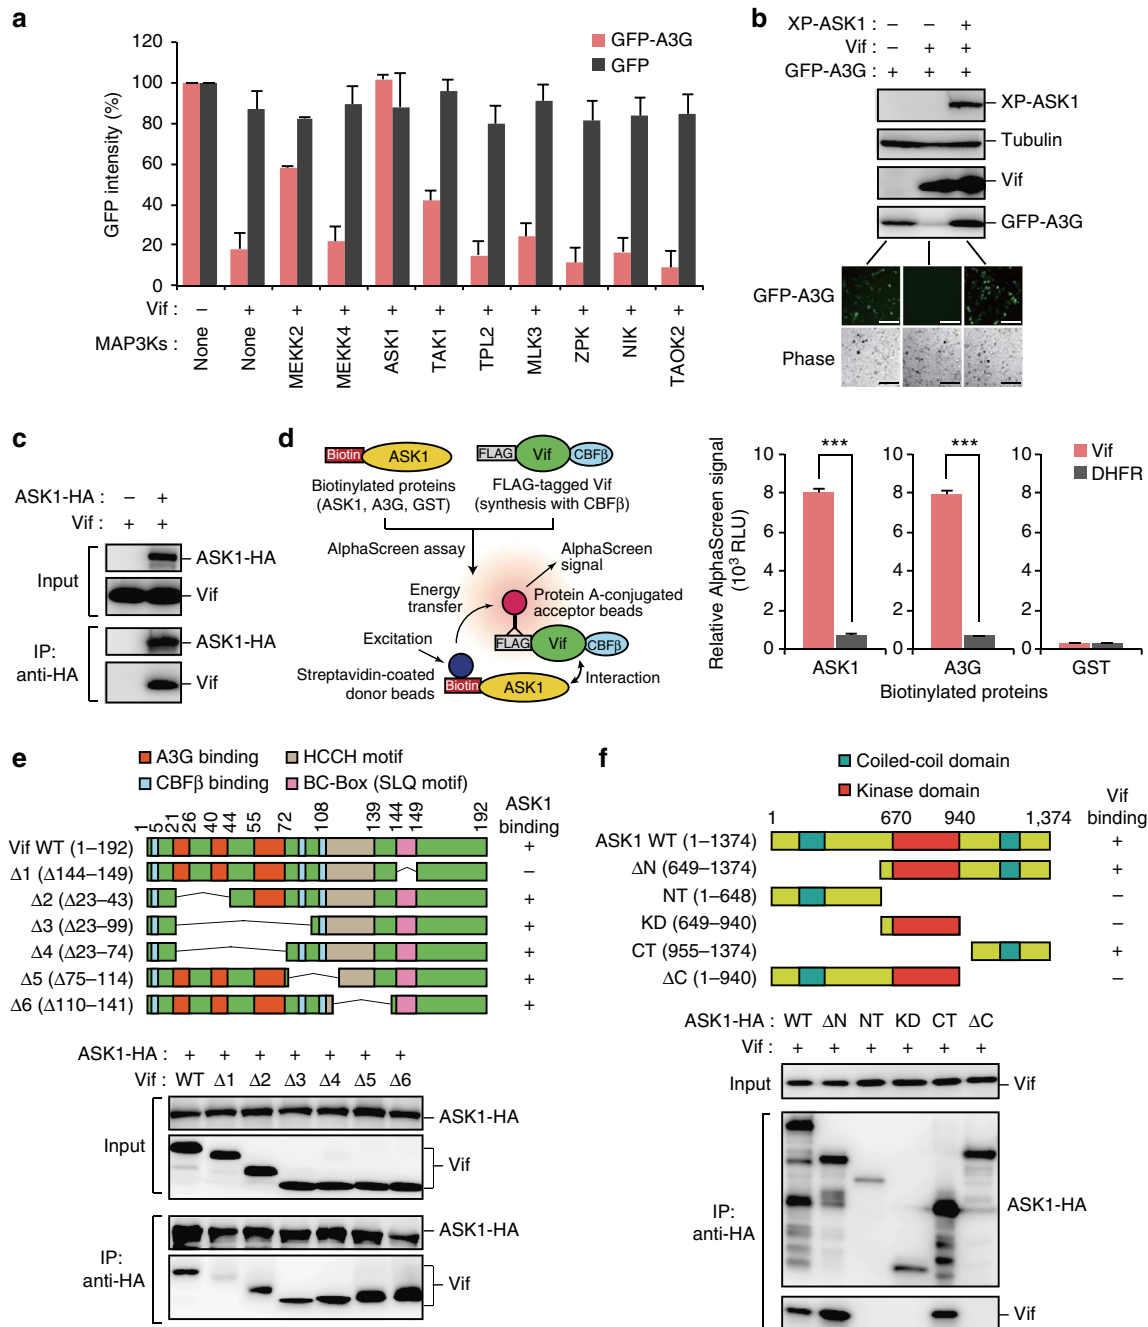 a
GFP intensity (%)
120
100
80
60
40
20
0
GFP-A3G
GFP
Vif : – + + + + + + + + + +
MAP3Ks : None None MEKK2 MEKK4 ASK1 TAK1 TPL2 MLK3 ZPK NIK TAOK2
b
XP-ASK1 : – – +
Vif : – + +
GFP-A3G : + + +
XP-ASK1
Tubulin
Vif
GFP-A3G
GFP-A3G
Phase
c
ASK1-HA : – +
Vif : + +
Input
ASK1-HA
Vif
IP: anti-HA
ASK1-HA
Vif
d
Biotin ASK1
FLAG Vif CBFβ
Biotinylated proteins
(ASK1, A3G, GST)
FLAG-tagged Vif
(synthesis with CBFβ)
AlphaScreen assay
AlphaScreen
signal
Energy
transfer
Protein A-conjugated
acceptor beads
Excitation
FLAG Vif CBFβ
Streptavidin-coated
donor beads
Biotin ASK1
Interaction
Relative AlphaScreen signal
(10³ RLU)
10 10 10
8 8 8
6 6 6
4 4 4
2 2 2
0 0 0
*** ***
Vif
DHFR
ASK1 A3G GST
Biotinylated proteins
e
A3G binding
HCCH motif
CBFβ binding
BC-Box (SLQ motif)
1 5 21 26 40 44 55 72 108 139 144 149 192
ASK1
binding
Vif WT (1–192) +
Δ1 (Δ144–149) –
Δ2 (Δ23–43) +
Δ3 (Δ23–99) +
Δ4 (Δ23–74) +
Δ5 (Δ75–114) +
Δ6 (Δ110–141) +
ASK1-HA : + + + + + + +
Vif: WT Δ1 Δ2 Δ3 Δ4 Δ5 Δ6
Input
ASK1-HA
Vif
IP:
anti-HA
ASK1-HA
Vif
f
Coiled-coil domain
Kinase domain
1 670 940 1,374
Vif
binding
ASK1 WT (1–1374) +
ΔN (649–1374) +
NT (1–648) –
KD (649–940) –
CT (955–1374) +
ΔC (1–940) –
ASK1-HA : WT ΔN NT KD CT ΔC
Vif : + + + + + +
Input
Vif
IP:
anti-HA
ASK1-HA
Vif